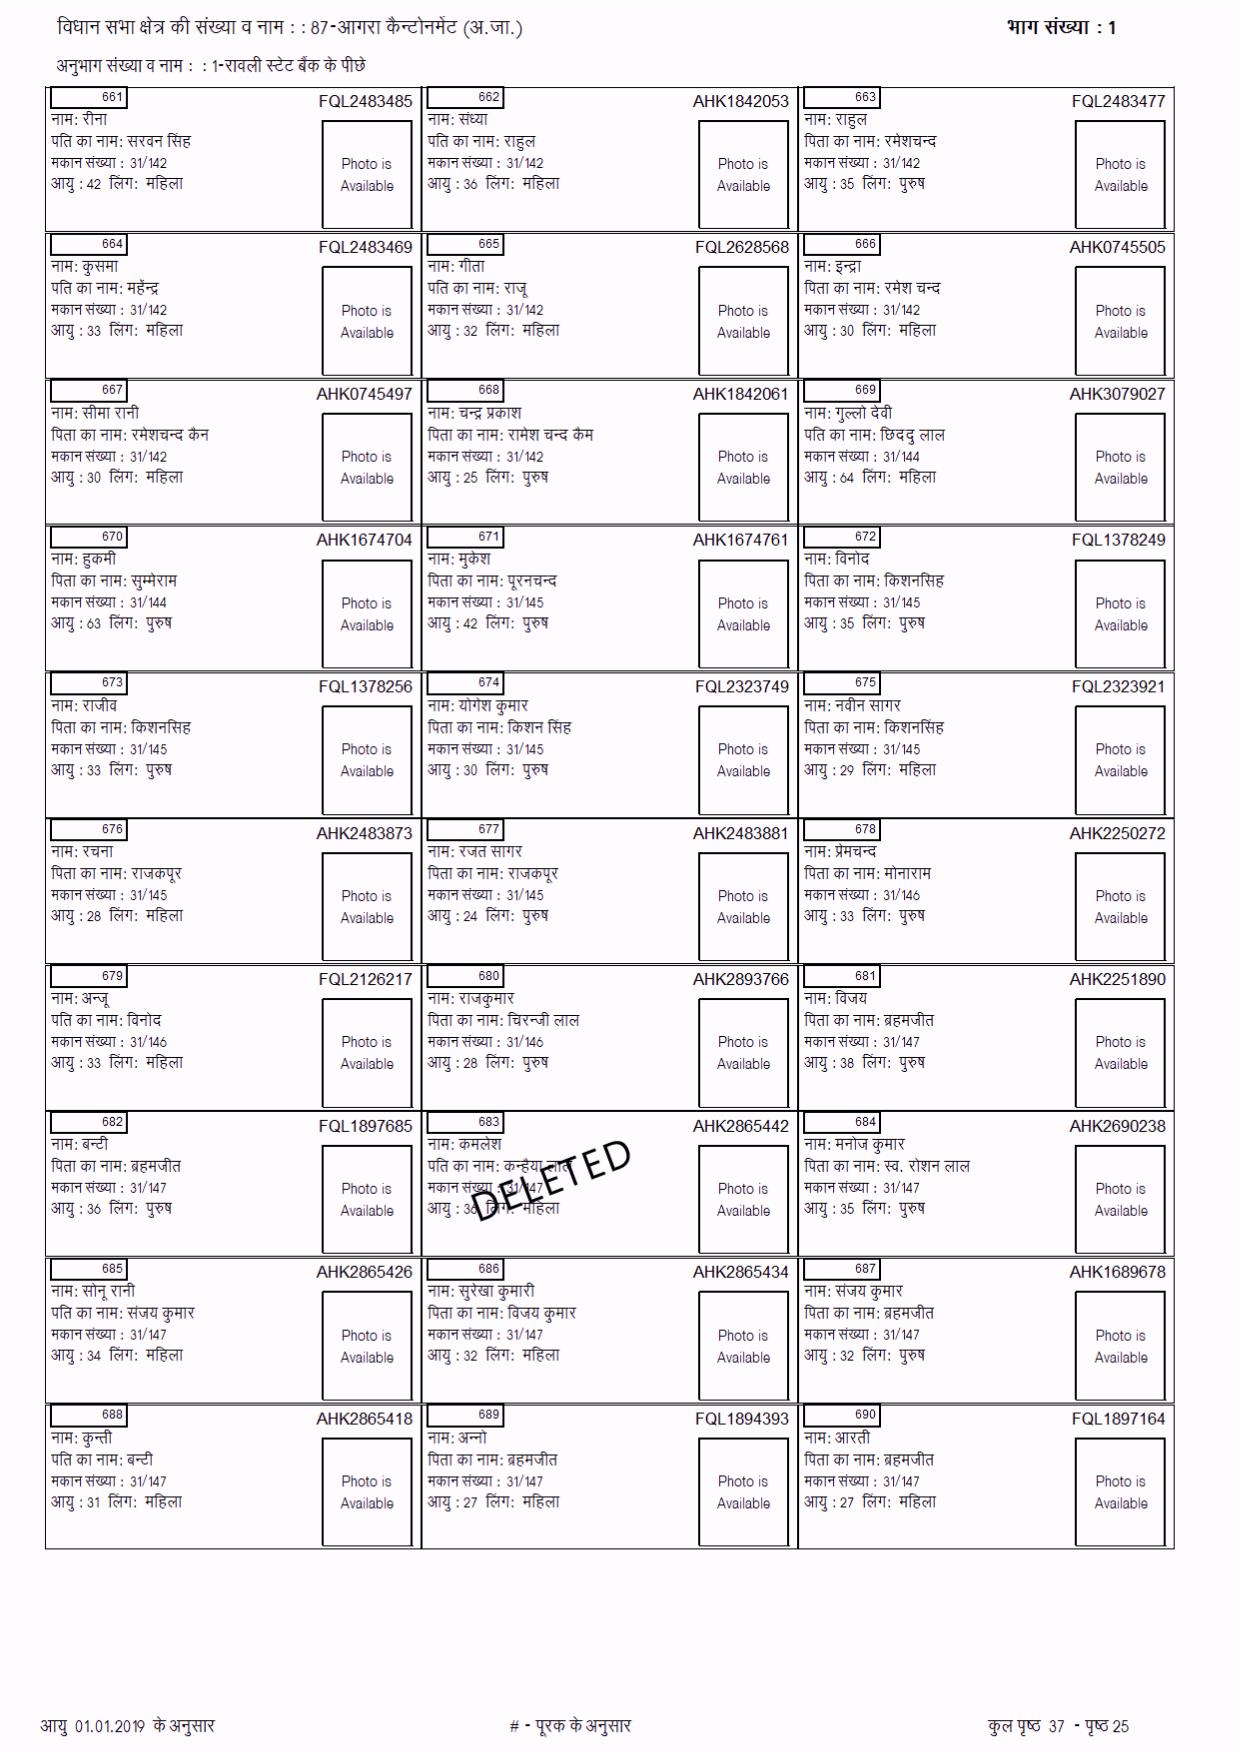 विधान सभा क्षेत्र की संख्या व नाम : : 87-आगरा कैन्टोनमेंट (अ.जा.)
भाग संख्या : 1
अनुभाग संख्या व नाम : : 1-रावली स्टेट बैंक के पीछे
661 FQL2483485
नाम: रीना
पति का नाम: सरवन सिंह
मकान संख्या : 31/142
आयु : 42 लिंग: महिला
Photo is
Available
662 AHK1842053
नाम: संध्या
पति का नाम: राहुल
मकान संख्या : 31/142
आयु : 36 लिंग: महिला
Photo is
Available
663 FQL2483477
नाम: राहुल
पिता का नाम: रमेशचन्द
मकान संख्या : 31/142
आयु : 35 लिंग: पुरुष
Photo is
Available
664 FQL2483469
नाम: कुसमा
पति का नाम: महेंन्द्र
मकान संख्या : 31/142
आयु : 33 लिंग: महिला
Photo is
Available
665 FQL2628568
नाम: गीता
पति का नाम: राजू
मकान संख्या : 31/142
आयु : 32 लिंग: महिला
Photo is
Available
666 AHK0745505
नाम: इन्द्रा
पिता का नाम: रमेश चन्द
मकान संख्या : 31/142
आयु : 30 लिंग: महिला
Photo is
Available
667 AHK0745497
नाम: सीमा रानी
पिता का नाम: रमेशचन्द कैन
मकान संख्या : 31/142
आयु : 30 लिंग: महिला
Photo is
Available
668 AHK1842061
नाम: चन्द्र प्रकाश
पिता का नाम: रामेश चन्द कैम
मकान संख्या : 31/142
आयु : 25 लिंग: पुरुष
Photo is
Available
669 AHK3079027
नाम: गुल्लो देवी
पति का नाम: छिददु लाल
मकान संख्या : 31/144
आयु : 64 लिंग: महिला
Photo is
Available
670 AHK1674704
नाम: हुकमी
पिता का नाम: सुम्मेराम
मकान संख्या : 31/144
आयु : 63 लिंग: पुरुष
Photo is
Available
671 AHK1674761
नाम: मुकेश
पिता का नाम: पूरनचन्द
मकान संख्या : 31/145
आयु : 42 लिंग: पुरुष
Photo is
Available
672 FQL1378249
नाम: विनोद
पिता का नाम: किशनसिह
मकान संख्या : 31/145
आयु : 35 लिंग: पुरुष
Photo is
Available
673 FQL1378256
नाम: राजीव
पिता का नाम: किशनसिह
मकान संख्या : 31/145
आयु : 33 लिंग: पुरुष
Photo is
Available
674 FQL2323749
नाम: योगेश कुमार
पिता का नाम: किशन सिंह
मकान संख्या : 31/145
आयु : 30 लिंग: पुरुष
Photo is
Available
675 FQL2323921
नाम: नवीन सागर
पिता का नाम: किशनसिंह
मकान संख्या : 31/145
आयु : 29 लिंग: महिला
Photo is
Available
676 AHK2483873
नाम: रचना
पिता का नाम: राजकपूर
मकान संख्या : 31/145
आयु : 28 लिंग: महिला
Photo is
Available
677 AHK2483881
नाम: रजत सागर
पिता का नाम: राजकपूर
मकान संख्या : 31/145
आयु : 24 लिंग: पुरुष
Photo is
Available
678 AHK2250272
नाम: प्रेमचन्द
पिता का नाम: मोनाराम
मकान संख्या : 31/146
आयु : 33 लिंग: पुरुष
Photo is
Available
679 FQL2126217
नाम: अन्जू
पति का नाम: विनोद
मकान संख्या : 31/146
आयु : 33 लिंग: महिला
Photo is
Available
680 AHK2893766
नाम: राजकुमार
पिता का नाम: चिरन्जी लाल
मकान संख्या : 31/146
आयु : 28 लिंग: पुरुष
Photo is
Available
681 AHK2251890
नाम: विजय
पिता का नाम: ब्रहमजीत
मकान संख्या : 31/147
आयु : 38 लिंग: पुरुष
Photo is
Available
682 FQL1897685
नाम: बन्टी
पिता का नाम: ब्रहमजीत
मकान संख्या : 31/147
आयु : 36 लिंग: पुरुष
Photo is
Available
683 AHK2865442
नाम: कमलेश
पति का नाम: कन्हैया लाल
मकान संख्या : 31/147
आयु : 36 लिंग: महिला
DELETED
Photo is
Available
684 AHK2690238
नाम: मनोज कुमार
पिता का नाम: स्व. रोशन लाल
मकान संख्या : 31/147
आयु : 35 लिंग: पुरुष
Photo is
Available
685 AHK2865426
नाम: सोनू रानी
पति का नाम: संजय कुमार
मकान संख्या : 31/147
आयु : 34 लिंग: महिला
Photo is
Available
686 AHK2865434
नाम: सुरेखा कुमारी
पिता का नाम: विजय कुमार
मकान संख्या : 31/147
आयु : 32 लिंग: महिला
Photo is
Available
687 AHK1689678
नाम: संजय कुमार
पिता का नाम: ब्रहमजीत
मकान संख्या : 31/147
आयु : 32 लिंग: पुरुष
Photo is
Available
688 AHK2865418
नाम: कुन्ती
पति का नाम: बन्टी
मकान संख्या : 31/147
आयु : 31 लिंग: महिला
Photo is
Available
689 FQL1894393
नाम: अन्नो
पिता का नाम: ब्रहमजीत
मकान संख्या : 31/147
आयु : 27 लिंग: महिला
Photo is
Available
690 FQL1897164
नाम: आरती
पिता का नाम: ब्रहमजीत
मकान संख्या : 31/147
आयु : 27 लिंग: महिला
Photo is
Available
आयु 01.01.2019 के अनुसार
# - पूरक के अनुसार
कुल पृष्ठ 37 - पृष्ठ 25